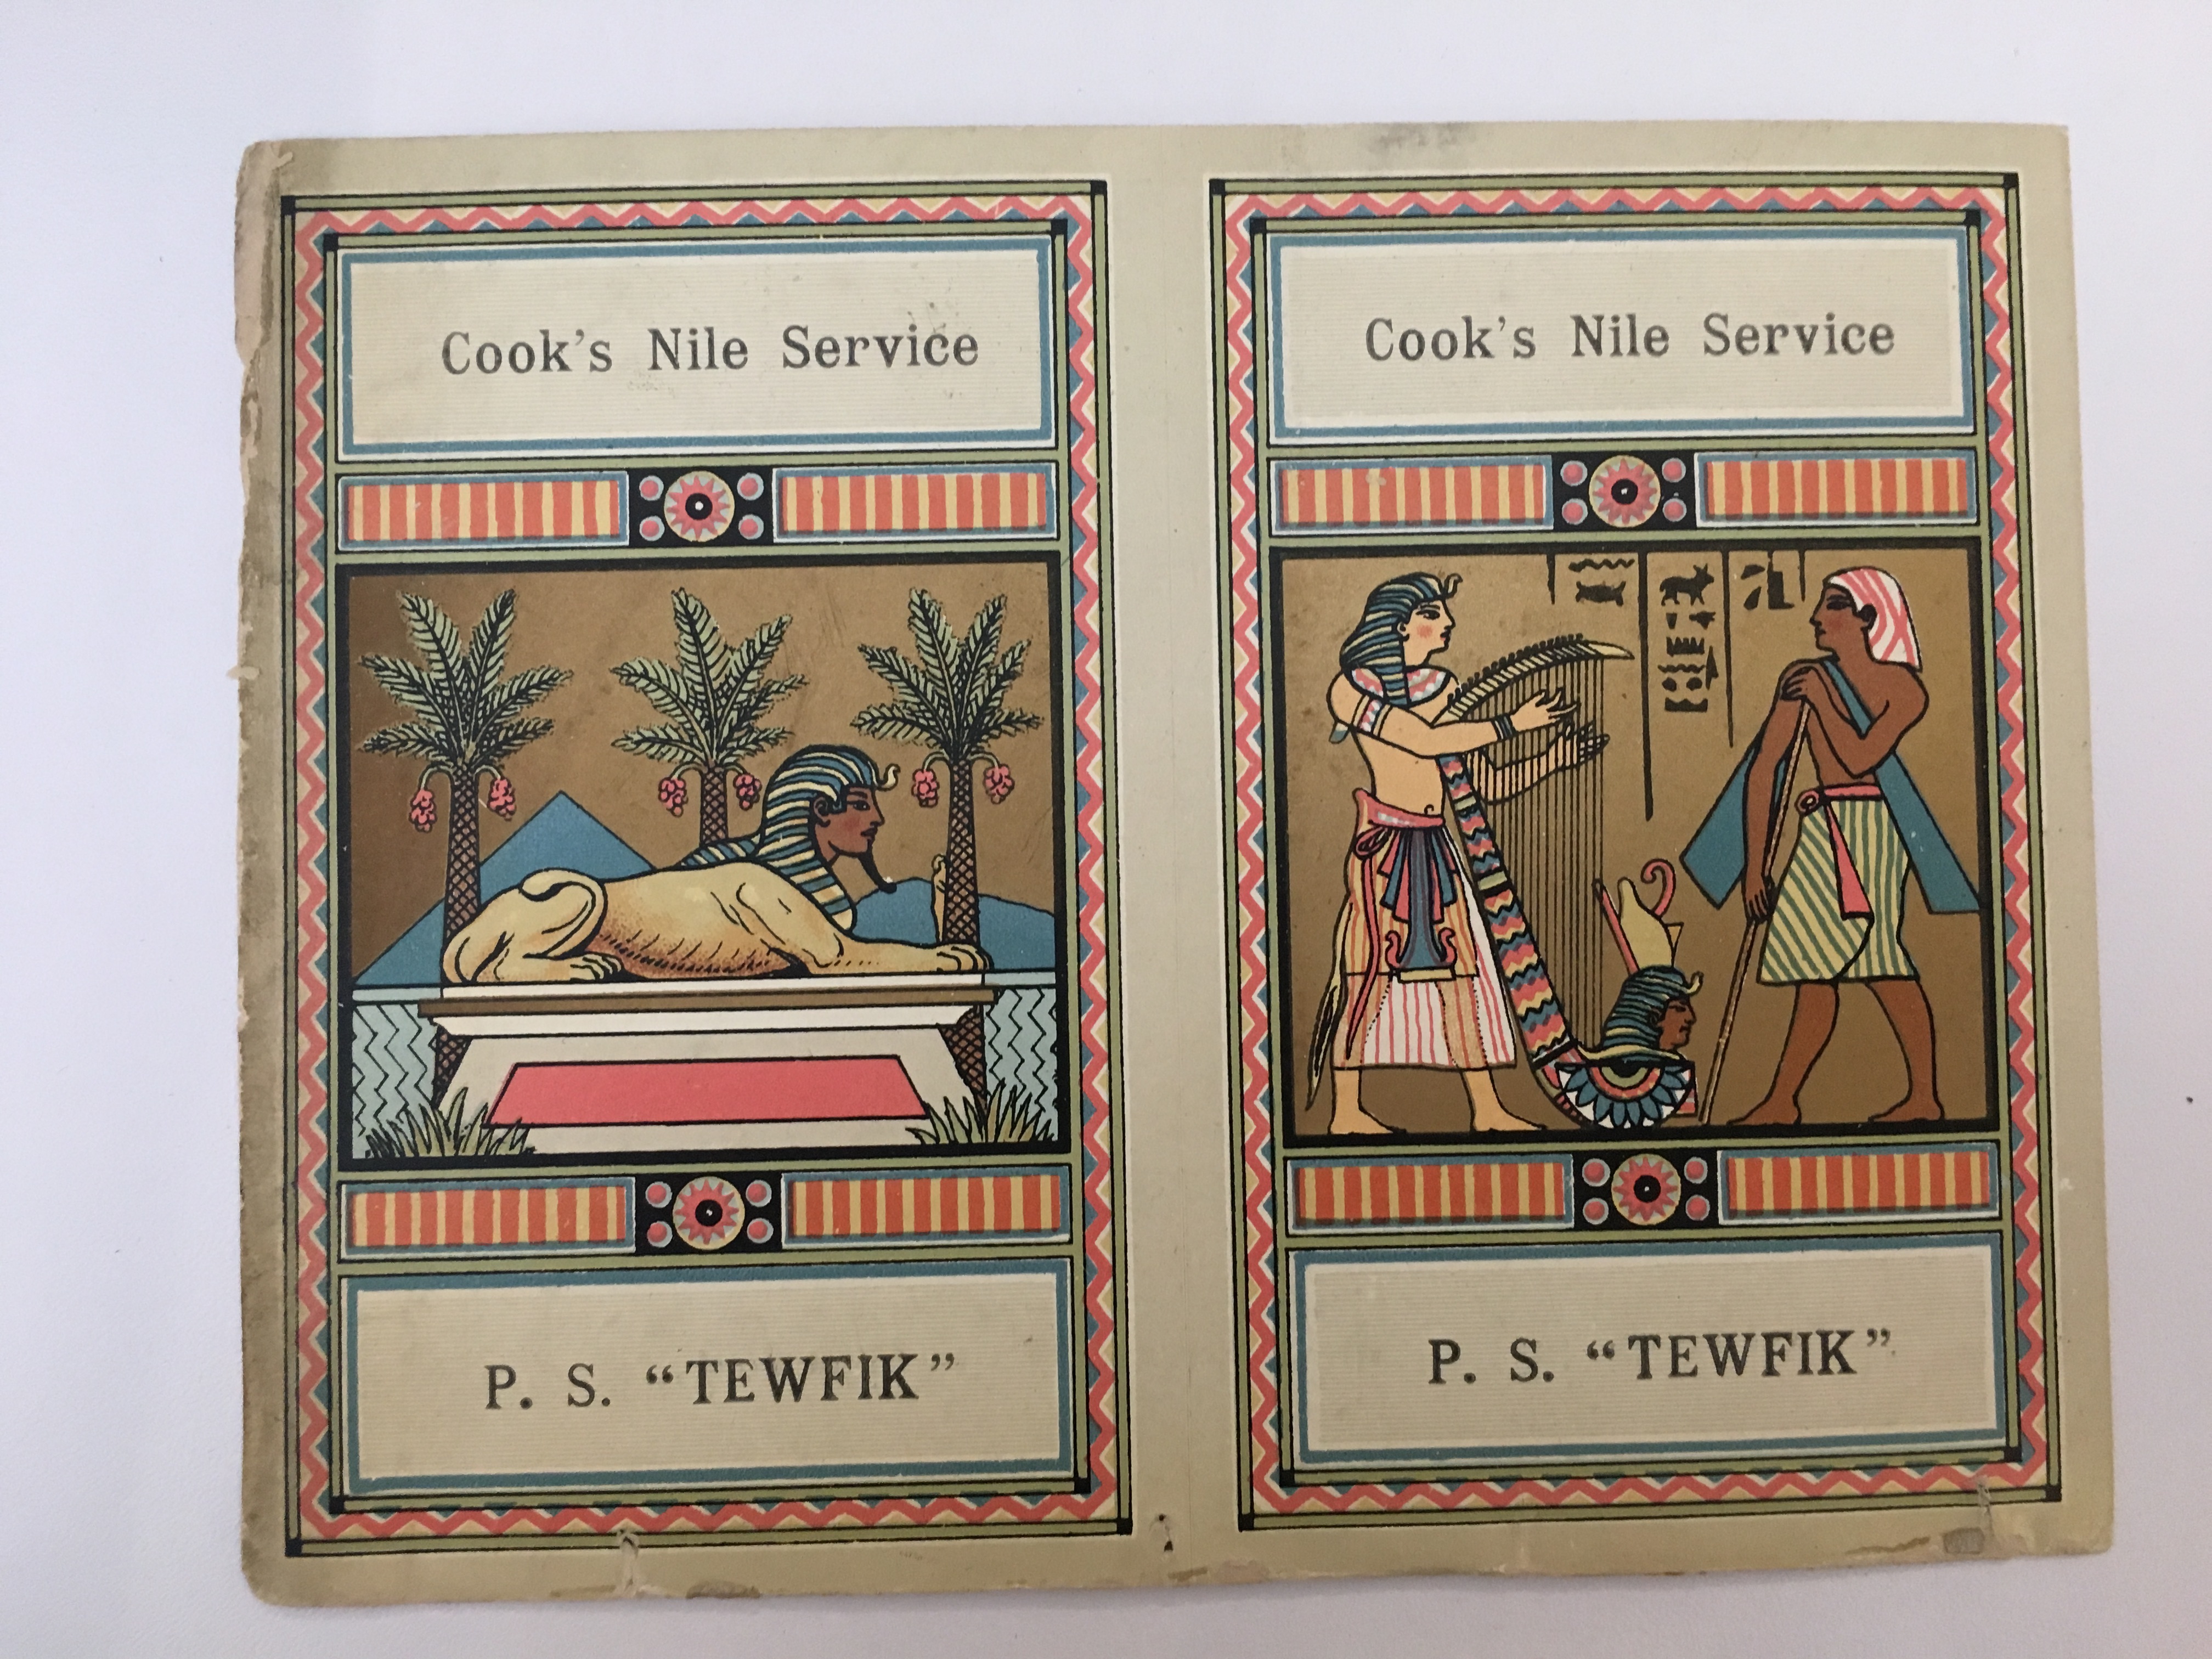 Cook’s Nile Service
P. S. “TEWFIK”
Cook’s Nile Service
P. S. “TEWFIK”